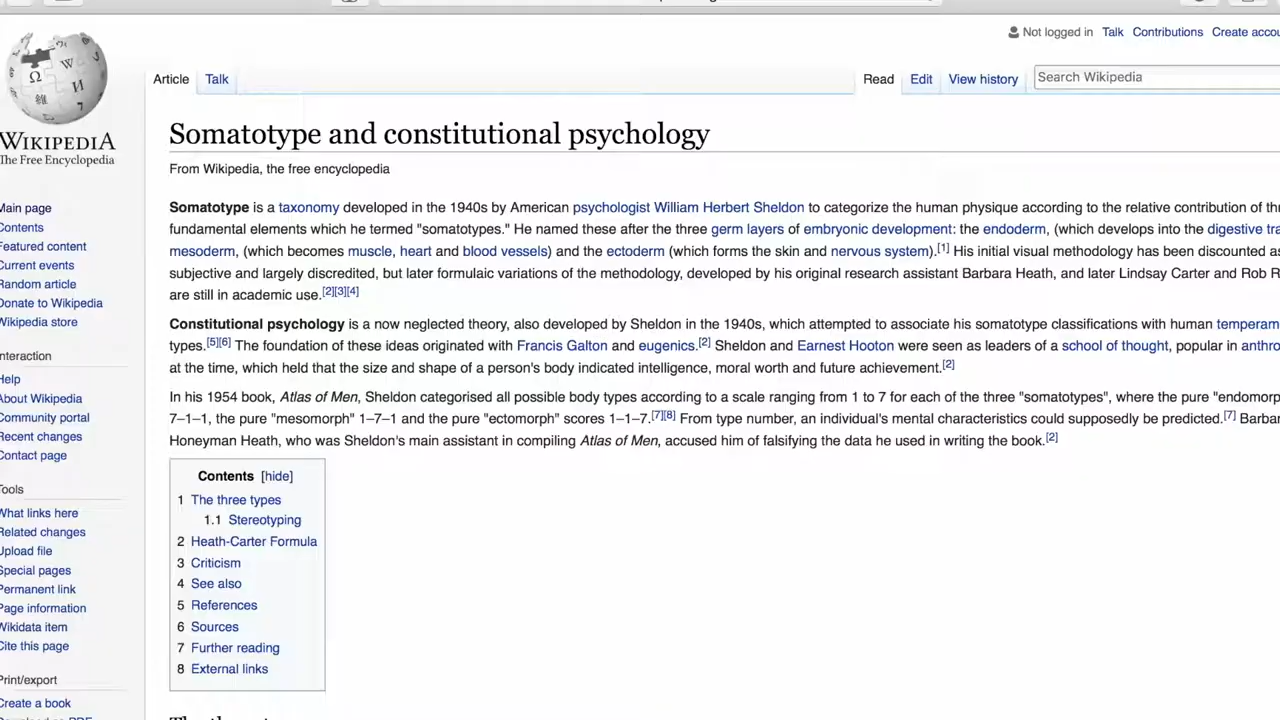 Not logged in Talk Contributions Create accou
Article Talk Read Edit View history Search Wikipedia
WIKIPEDIA
The Free Encyclopedia
Somatotype and constitutional psychology
From Wikipedia, the free encyclopedia
Somatotype is a taxonomy developed in the 1940s by American psychologist William Herbert Sheldon to categorize the human physique according to the relative contribution of thr
fundamental elements which he termed "somatotypes." He named these after the three germ layers of embryonic development: the endoderm, (which develops into the digestive tra
mesoderm, (which becomes muscle, heart and blood vessels) and the ectoderm (which forms the skin and nervous system).[1] His initial visual methodology has been discounted as
subjective and largely discredited, but later formulaic variations of the methodology, developed by his original research assistant Barbara Heath, and later Lindsay Carter and Rob R
are still in academic use.[2][3][4]
Constitutional psychology is a now neglected theory, also developed by Sheldon in the 1940s, which attempted to associate his somatotype classifications with human temperam
types.[5][6] The foundation of these ideas originated with Francis Galton and eugenics.[2] Sheldon and Earnest Hooton were seen as leaders of a school of thought, popular in anthro
at the time, which held that the size and shape of a person's body indicated intelligence, moral worth and future achievement.[2]
In his 1954 book, Atlas of Men, Sheldon categorised all possible body types according to a scale ranging from 1 to 7 for each of the three "somatotypes", where the pure "endomorp
7–1–1, the pure "mesomorph" 1–7–1 and the pure "ectomorph" scores 1–1–7.[7][8] From type number, an individual's mental characteristics could supposedly be predicted.[7] Barbar
Honeyman Heath, who was Sheldon's main assistant in compiling Atlas of Men, accused him of falsifying the data he used in writing the book.[2]
Contents [hide]
1 The three types
1.1 Stereotyping
2 Heath-Carter Formula
3 Criticism
4 See also
5 References
6 Sources
7 Further reading
8 External links
Main page
Contents
Featured content
Current events
Random article
Donate to Wikipedia
Wikipedia store
Interaction
Help
About Wikipedia
Community portal
Recent changes
Contact page
Tools
What links here
Related changes
Upload file
Special pages
Permanent link
Page information
Wikidata item
Cite this page
Print/export
Create a book